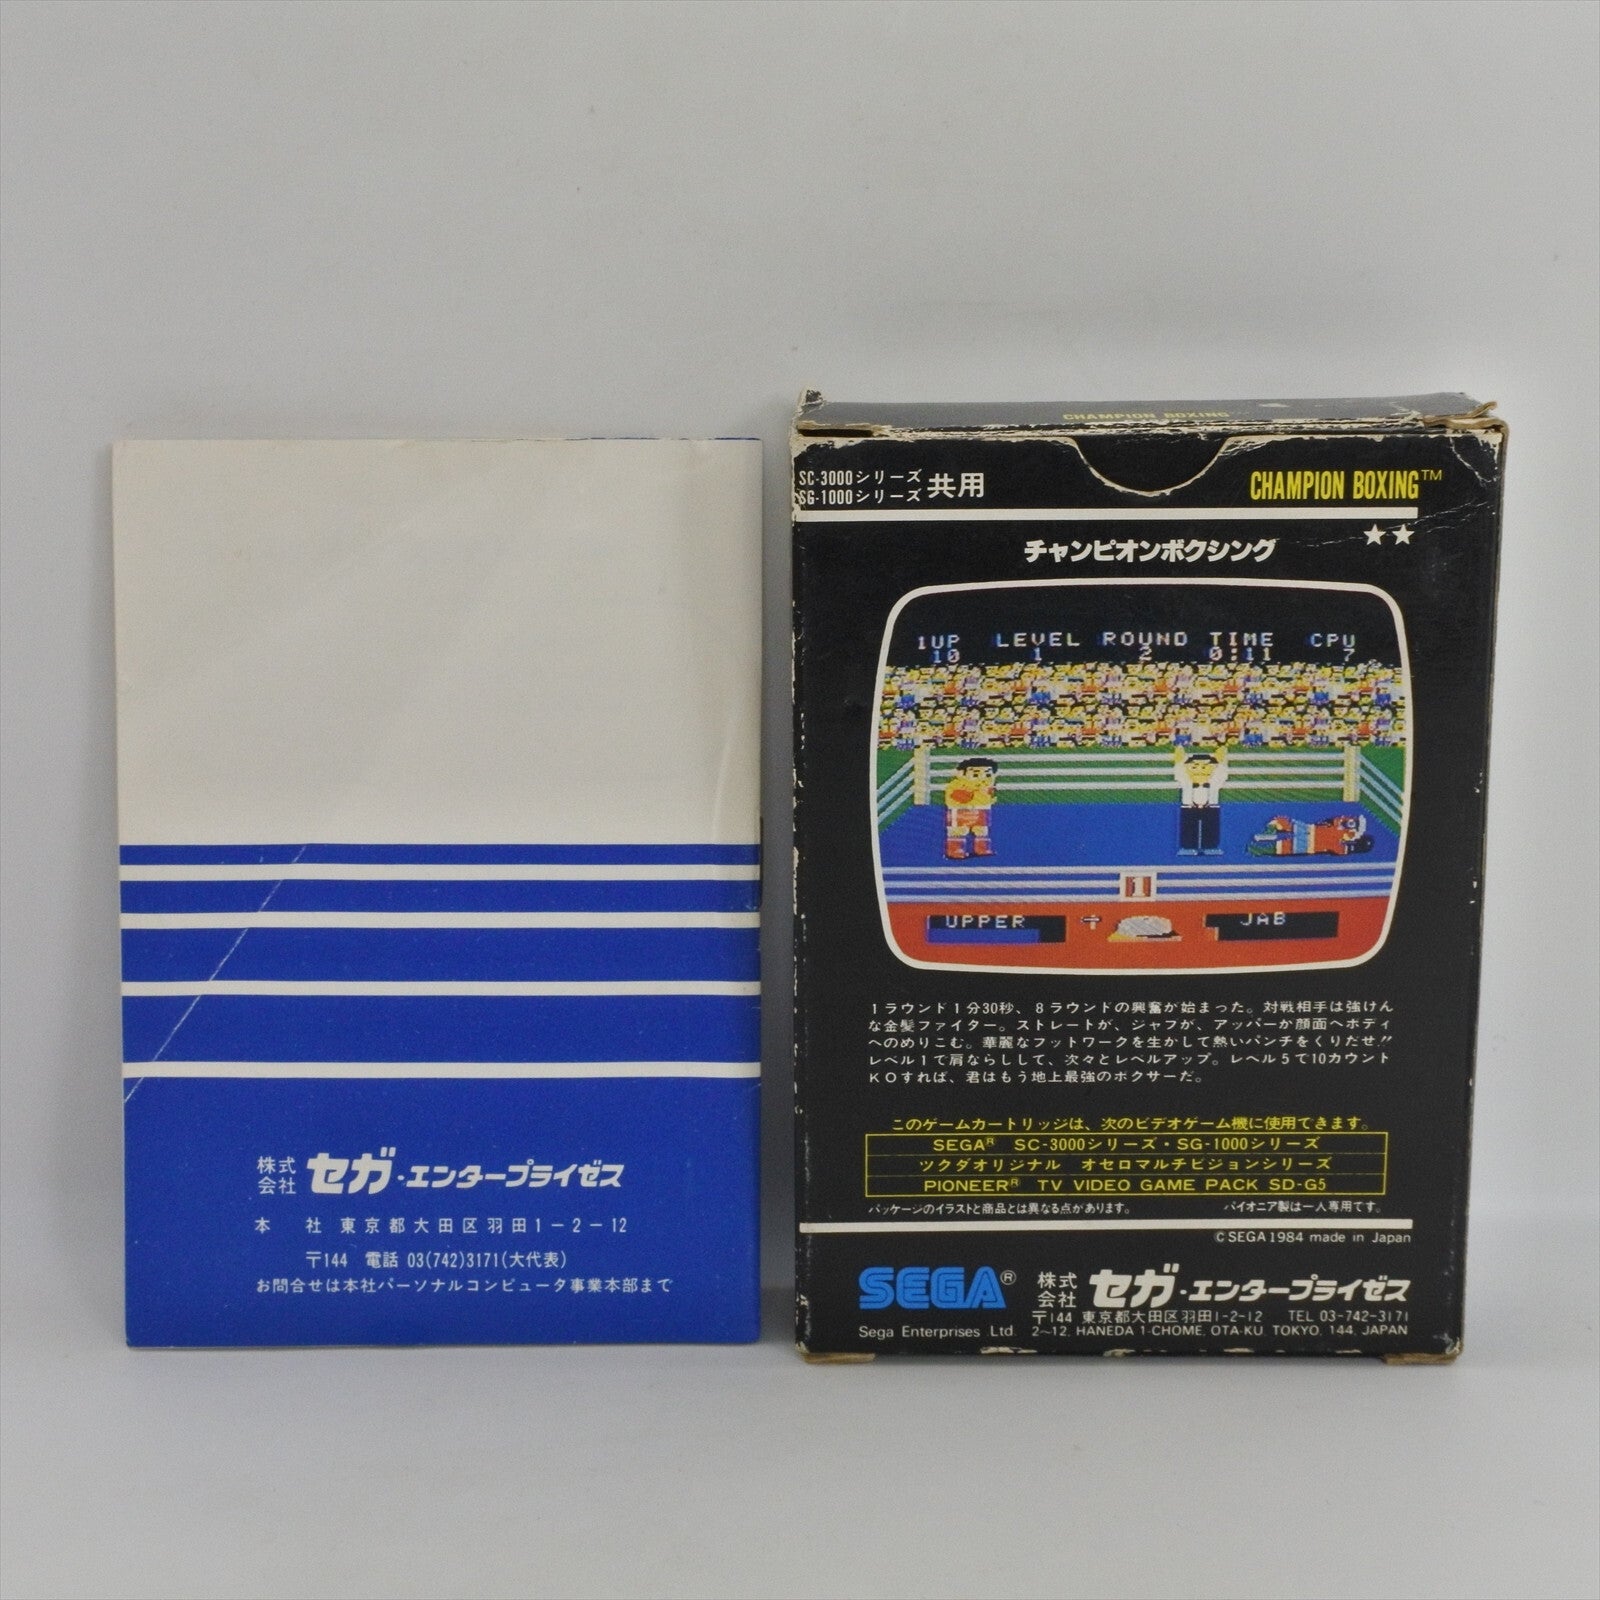 株式会社 セガ・エンタープライゼス
本 社 東京都大田区羽田1-2-12
〒144 電話 03(742)3171(大代表)
お問合せは本社パーソナルコンピュータ事業本部まで
CHAMPION BOXING™
SC-3000シリーズ
SG-1000シリーズ 共用
CHAMPION BOXING™
★★
チャンピオンボクシング
1UP LEVEL ROUND TIME CPU
10 1 2 0:11 7
1
UPPER JAB
1ラウンド1分30秒、8ラウンドの興奮が始まった。対戦相手は強けん
な金髪ファイター。ストレートが、ジャブが、アッパーが顔面へボディ
へのめりこむ。華麗なフットワークを生かして熱いパンチをくりだせ!!
レベル1で肩ならしして、次々とレベルアップ。レベル5で10カウント
KOすれば、君はもう地上最強のボクサーだ。
このゲームカートリッジは、次のビデオゲーム機に使用できます。
SEGA® SC-3000シリーズ・SG-1000シリーズ
ツクダオリジナル オセロマルチビジョンシリーズ
PIONEER® TV VIDEO GAME PACK SD-G5
パッケージのイラストと商品とは異なる点があります。 パイオニア製は一人専用です。
©SEGA 1984 made in Japan
SEGA® 株式会社 セガ・エンタープライゼス
〒144 東京都大田区羽田1-2-12 TEL 03-742-3171
Sega Enterprises Ltd. 2~12, HANEDA 1-CHOME, OTA-KU, TOKYO, 144, JAPAN